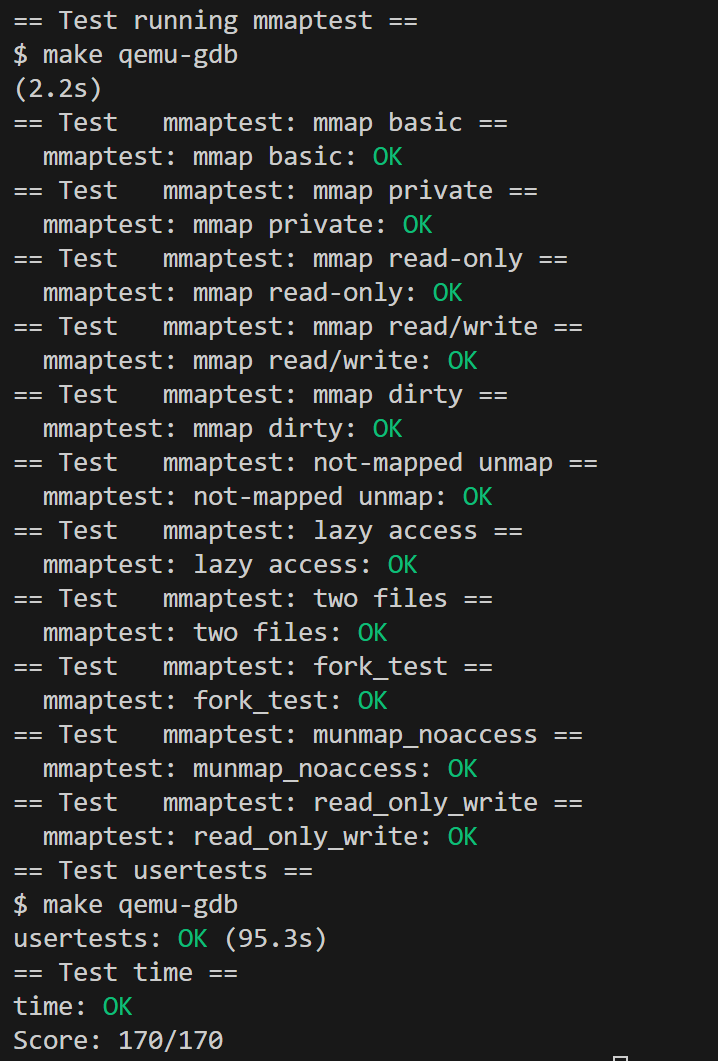 == Test running mmaptest ==
$ make qemu-gdb
(2.2s)
== Test   mmaptest: mmap basic ==
  mmaptest: mmap basic: OK
== Test   mmaptest: mmap private ==
  mmaptest: mmap private: OK
== Test   mmaptest: mmap read-only ==
  mmaptest: mmap read-only: OK
== Test   mmaptest: mmap read/write ==
  mmaptest: mmap read/write: OK
== Test   mmaptest: mmap dirty ==
  mmaptest: mmap dirty: OK
== Test   mmaptest: not-mapped unmap ==
  mmaptest: not-mapped unmap: OK
== Test   mmaptest: lazy access ==
  mmaptest: lazy access: OK
== Test   mmaptest: two files ==
  mmaptest: two files: OK
== Test   mmaptest: fork_test ==
  mmaptest: fork_test: OK
== Test   mmaptest: munmap_noaccess ==
  mmaptest: munmap_noaccess: OK
== Test   mmaptest: read_only_write ==
  mmaptest: read_only_write: OK
== Test usertests ==
$ make qemu-gdb
usertests: OK (95.3s)
== Test time ==
time: OK
Score: 170/170